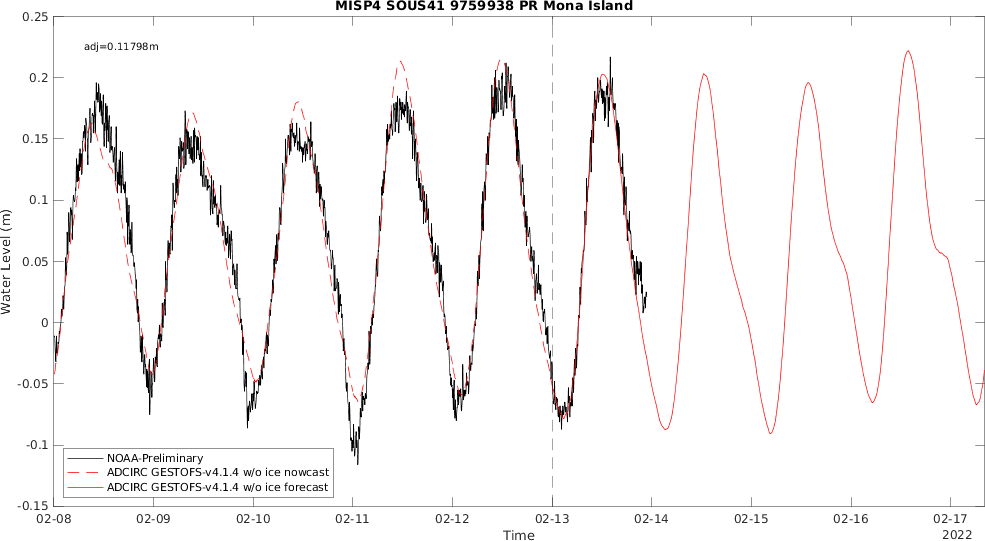 MISP4 SOUS41 9759938 PR Mona Island
0.25
adj=0.11798m
0.2
0.15
0.1
0.05
0
-0.05
-0.1
-0.15
Water Level (m)
NOAA-Preliminary
ADCIRC GESTOFS-v4.1.4 w/o ice nowcast
ADCIRC GESTOFS-v4.1.4 w/o ice forecast
02-08 02-09 02-10 02-11 02-12 02-13 02-14 02-15 02-16 02-17
Time
2022